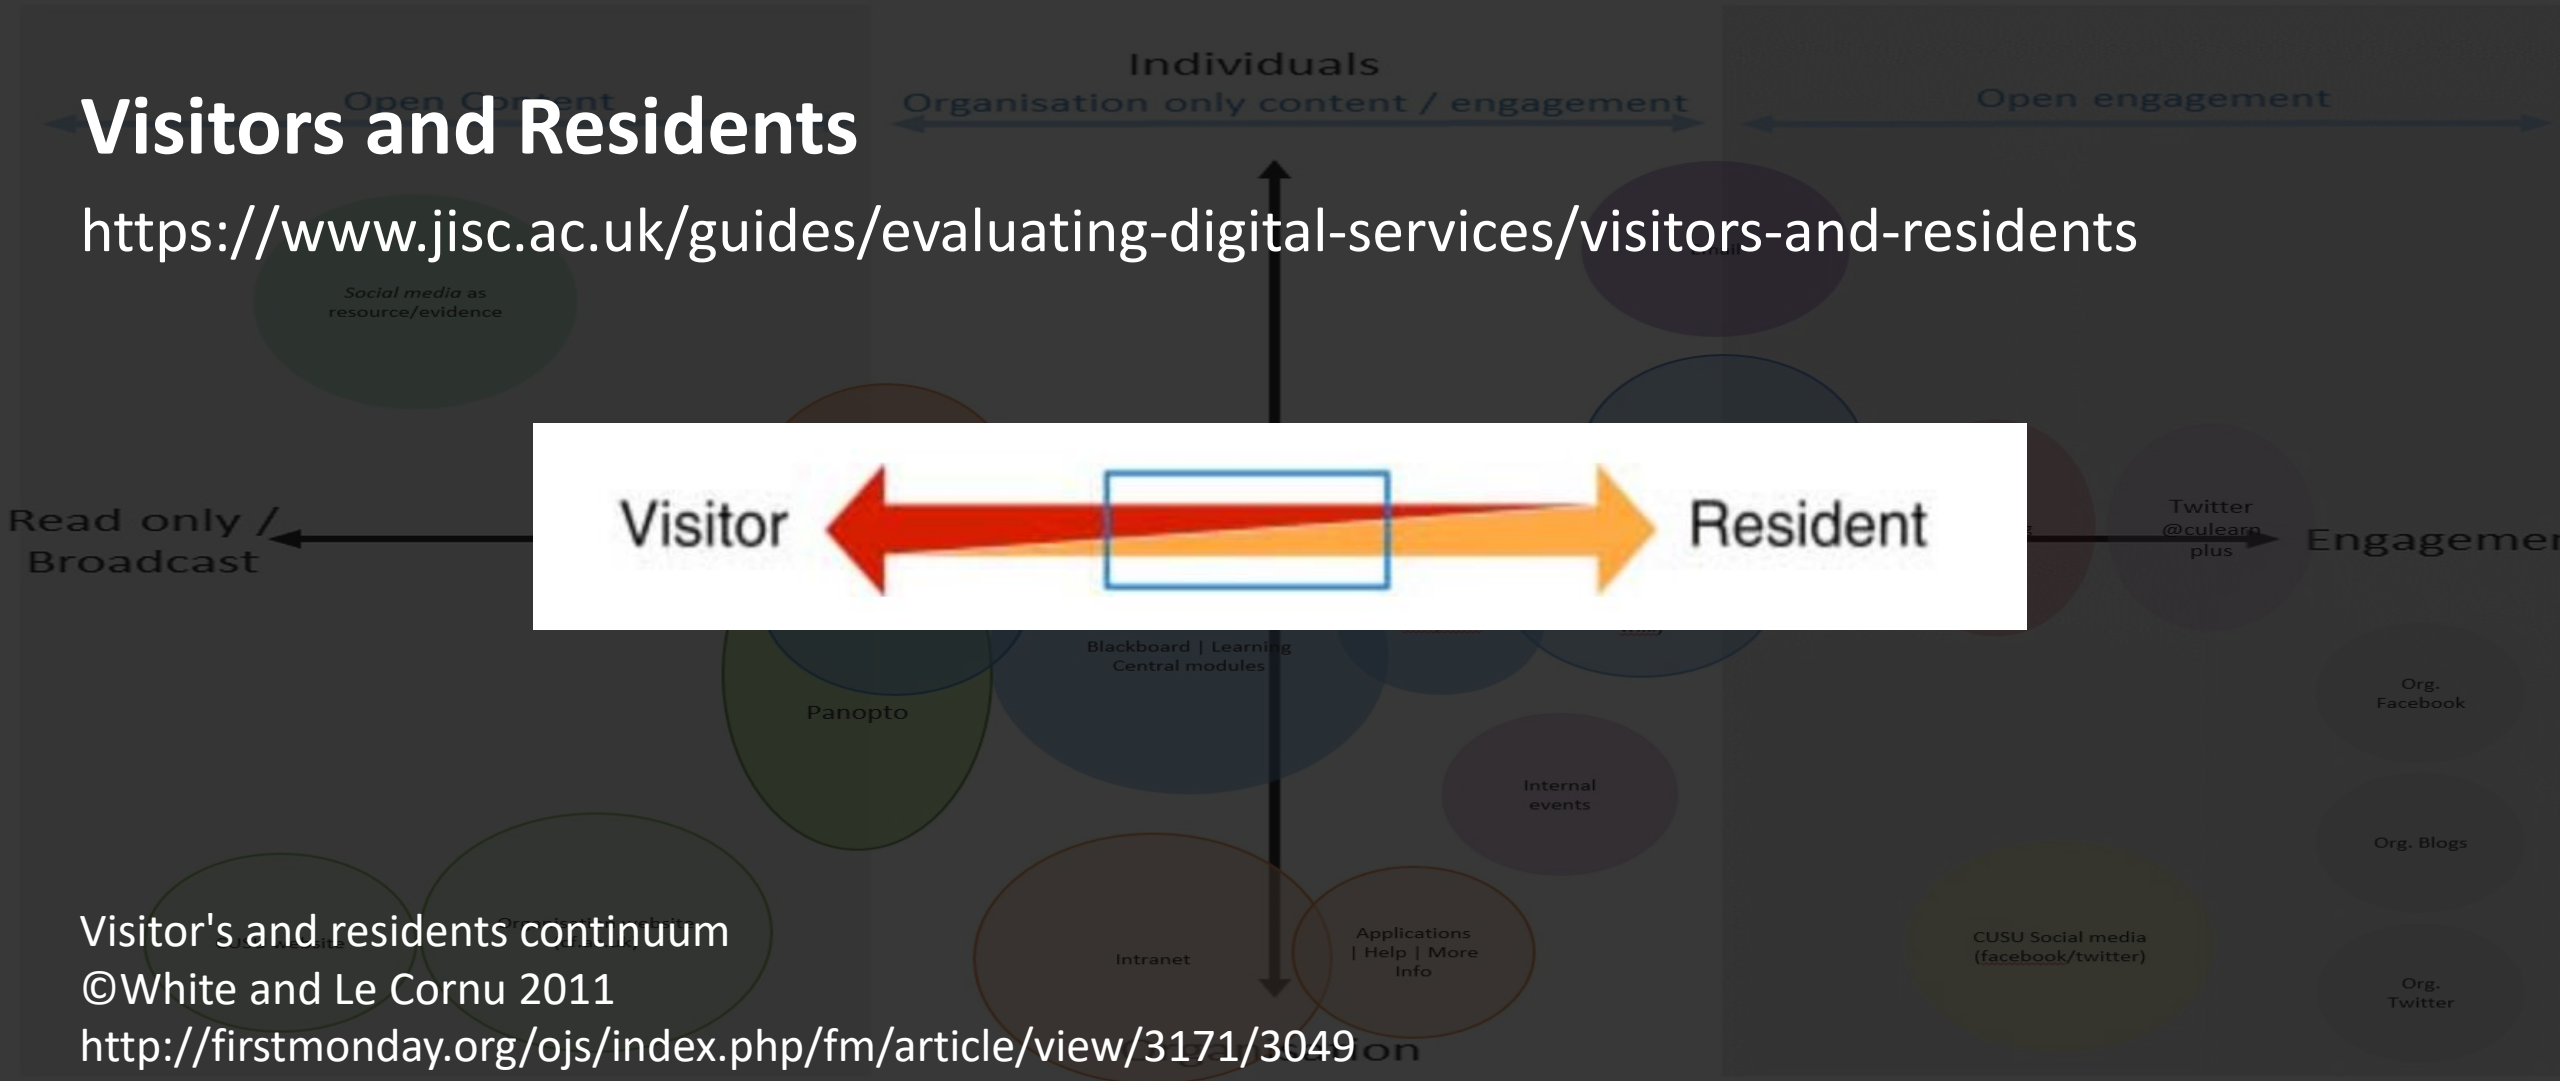 Individuals
Open Content
Organisation only content / engagement
Open engagement
Visitors and Residents
https://www.jisc.ac.uk/guides/evaluating-digital-services/visitors-and-residents
Email
Social media as
resource/evidence
Visitor
Resident
Read only /
Broadcast
Twitter
@culearn
plus
Blackboard | Learning
Central modules
Panopto
Org.
Facebook
Internal
events
Org. Blogs
Visitor's and residents continuum
©White and Le Cornu 2011
http://firstmonday.org/ojs/index.php/fm/article/view/3171/3049
Intranet
Applications
| Help | More
Info
CUSU Social media
(facebook/twitter)
Org.
Twitter